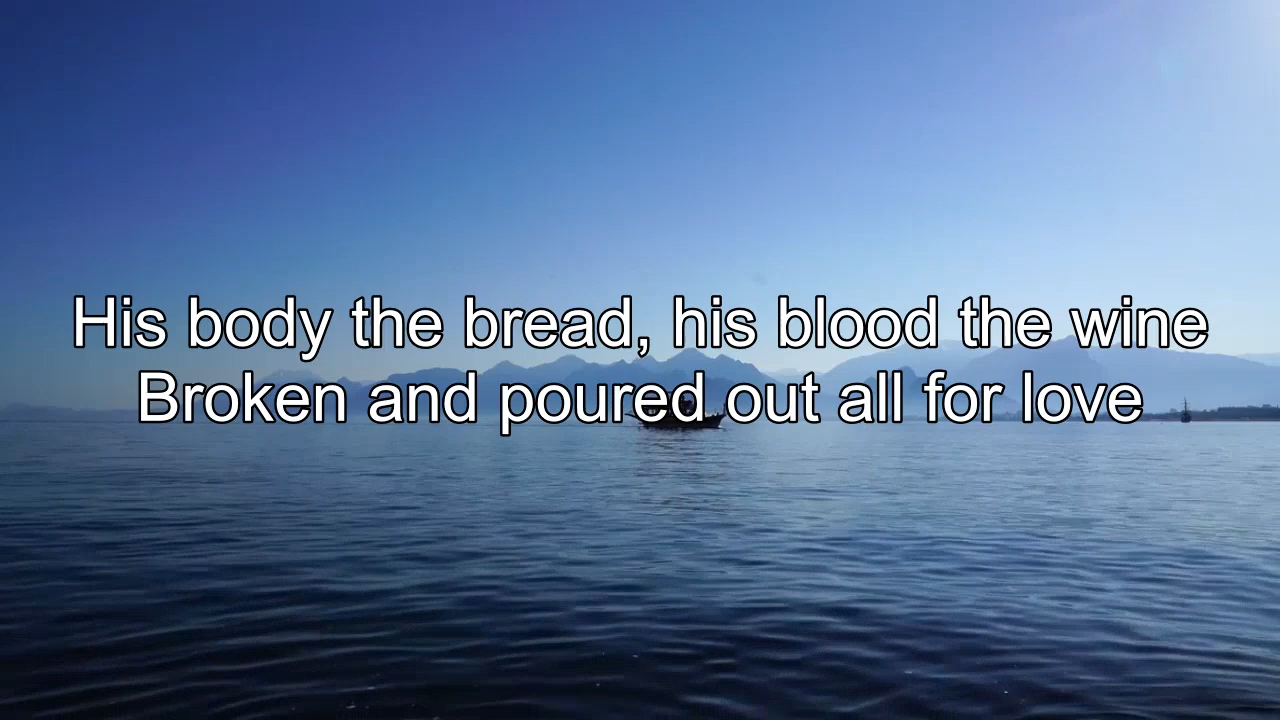 His body the bread, his blood the wine
Broken and poured out all for love